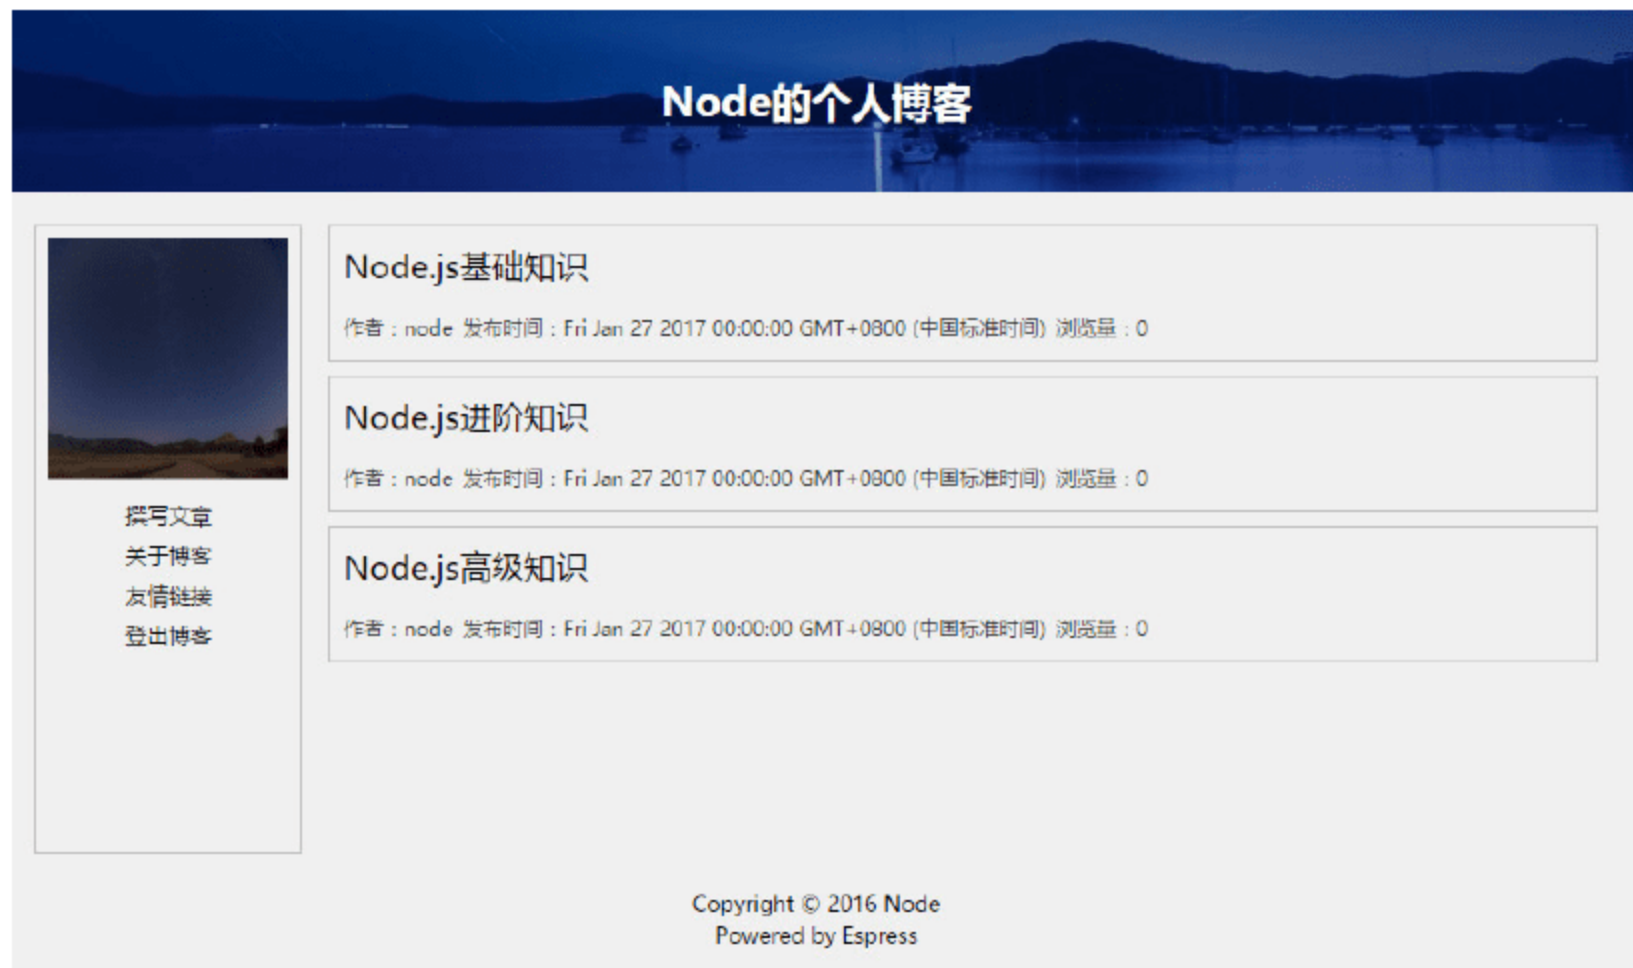 Node的个人博客
撰写文章
关于博客
友情链接
登出博客
Node.js基础知识
作者：node 发布时间：Fri Jan 27 2017 00:00:00 GMT+0800 (中国标准时间) 浏览量：0
Node.js进阶知识
作者：node 发布时间：Fri Jan 27 2017 00:00:00 GMT+0800 (中国标准时间) 浏览量：0
Node.js高级知识
作者：node 发布时间：Fri Jan 27 2017 00:00:00 GMT+0800 (中国标准时间) 浏览量：0
Copyright © 2016 Node
Powered by Espress